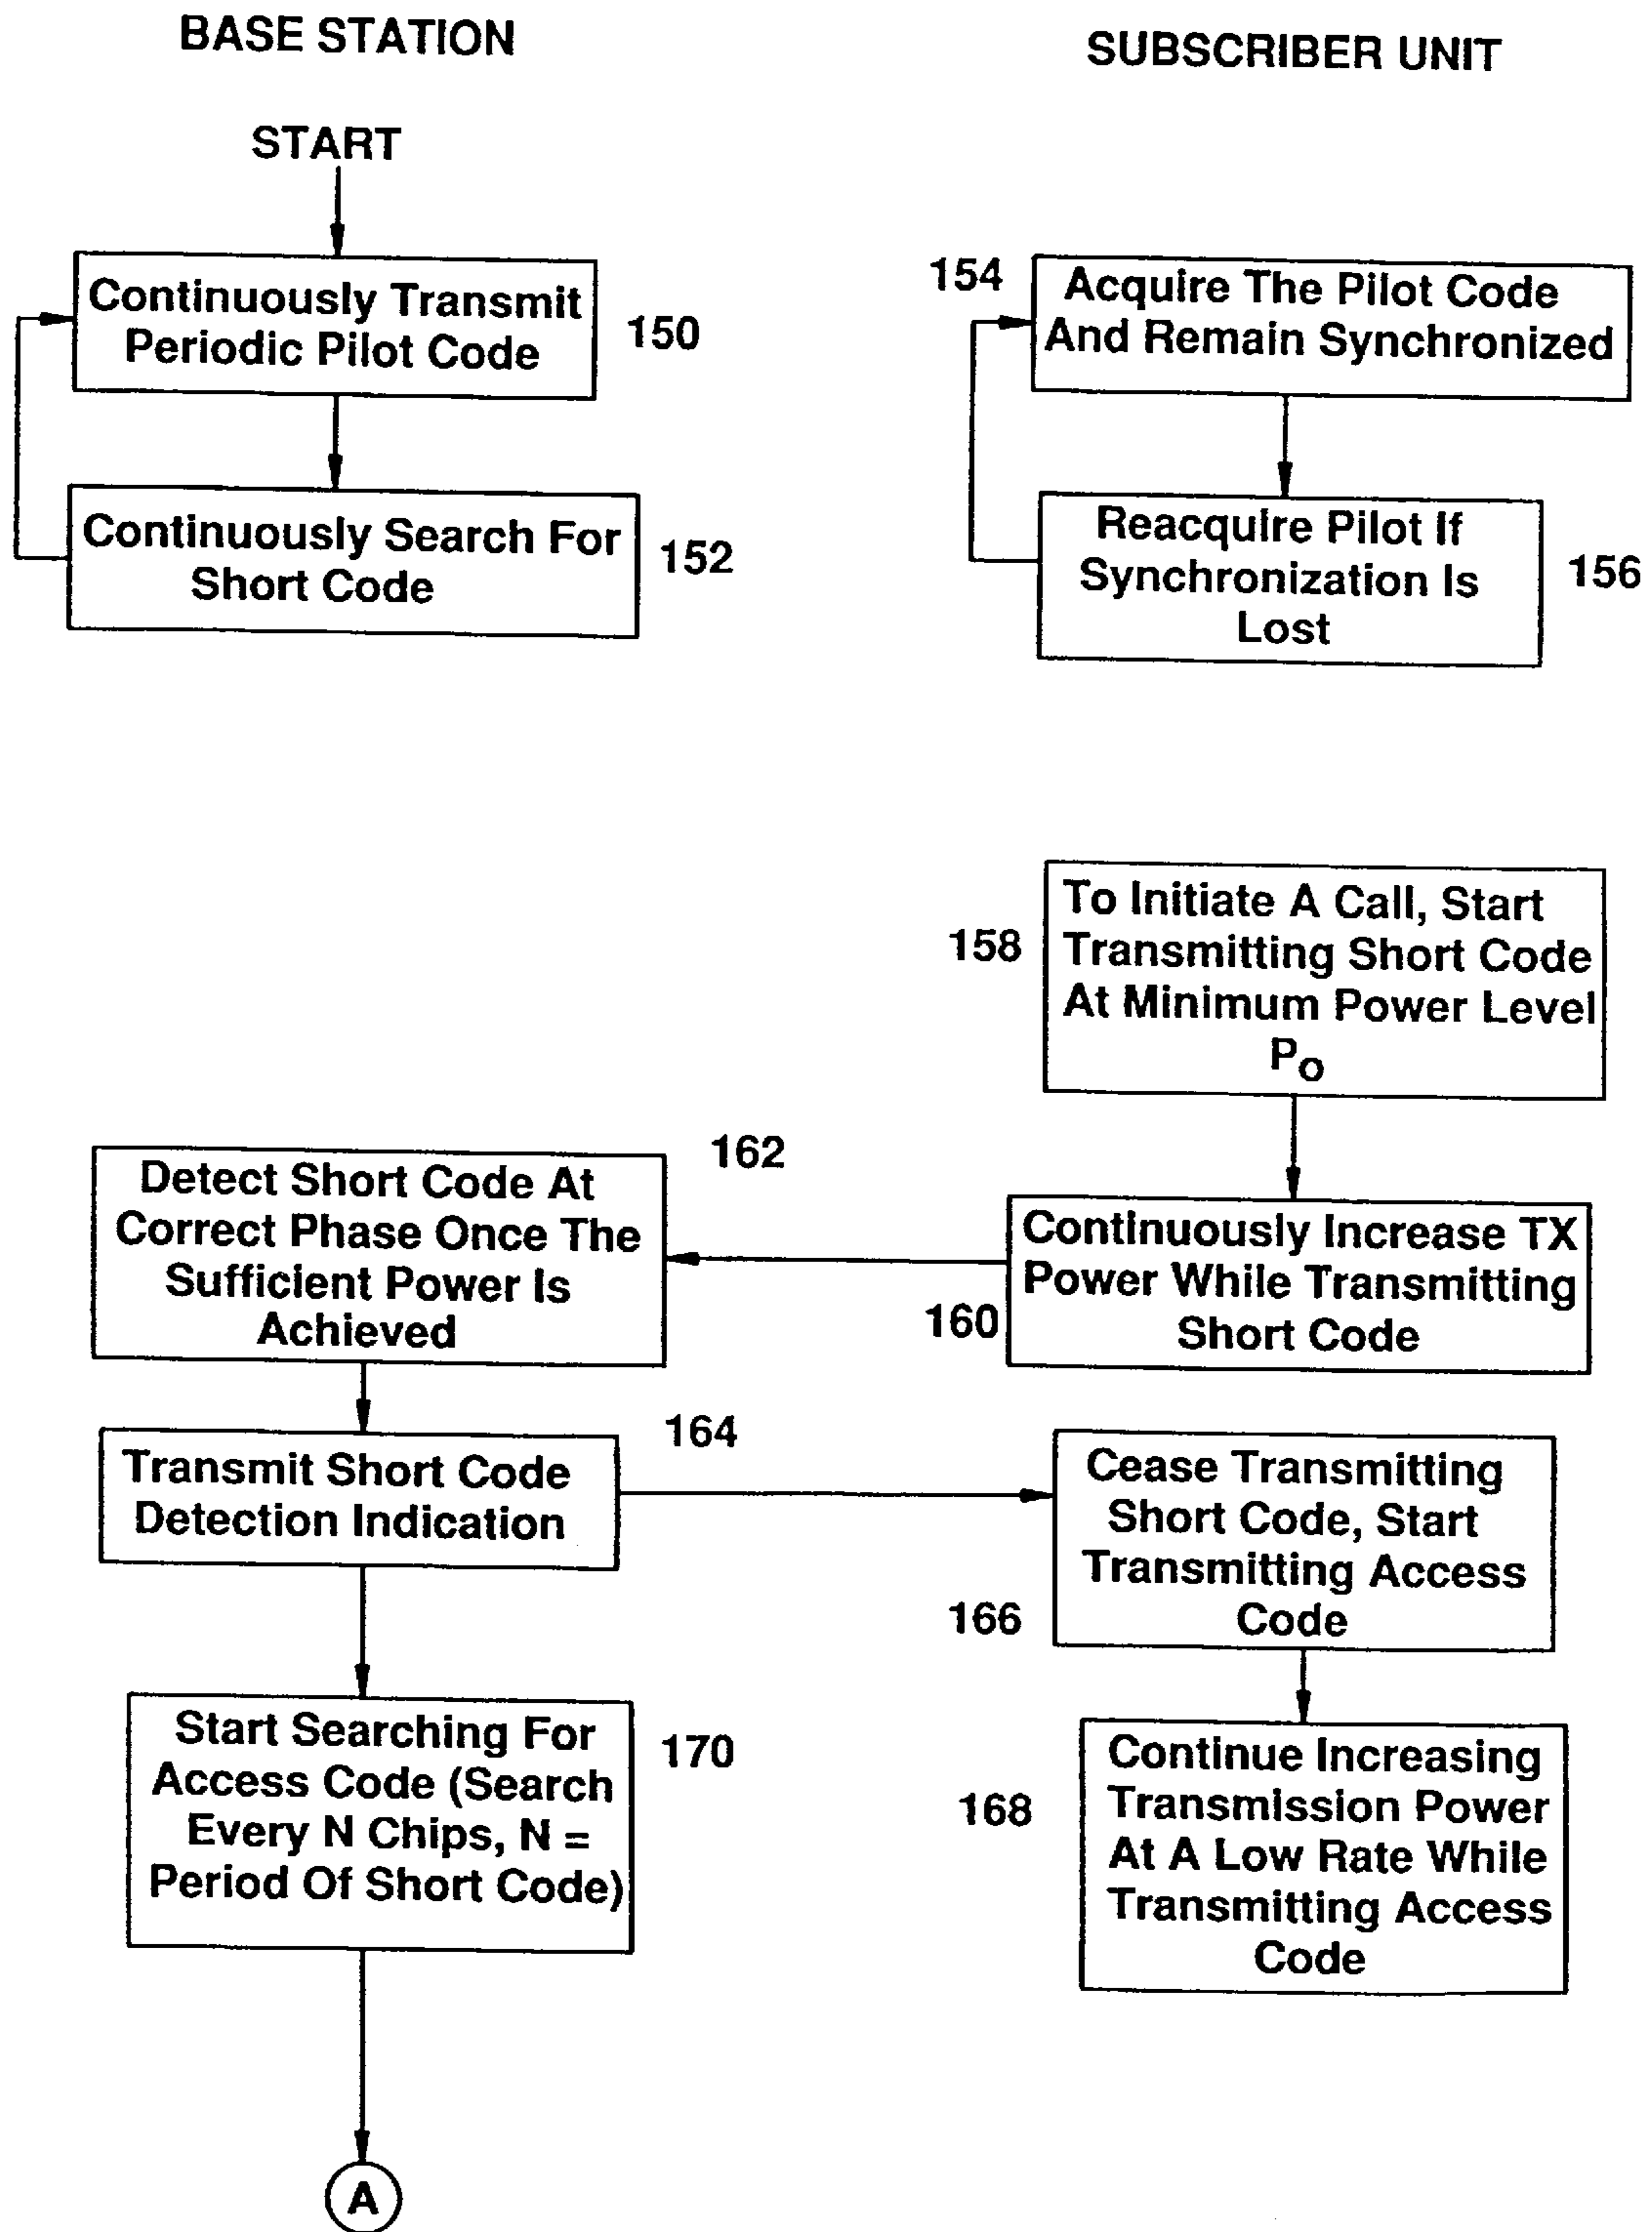 BASE STATION
SUBSCRIBER UNIT
START
Continuously Transmit
Periodic Pilot Code
150
154
Acquire The Pilot Code
And Remain Synchronized
Continuously Search For
Short Code
152
Reacquire Pilot If
Synchronization Is
Lost
156
158
To Initiate A Call, Start
Transmitting Short Code
At Minimum Power Level
PO
162
Detect Short Code At
Correct Phase Once The
Sufficient Power Is
Achieved
Continuously Increase TX
Power While Transmitting
Short Code
160
164
Transmit Short Code
Detection Indication
Cease Transmitting
Short Code, Start
Transmitting Access
Code
166
Start Searching For
Access Code (Search
Every N Chips, N =
Period Of Short Code)
170
168
Continue Increasing
Transmission Power
At A Low Rate While
Transmitting Access
Code
A